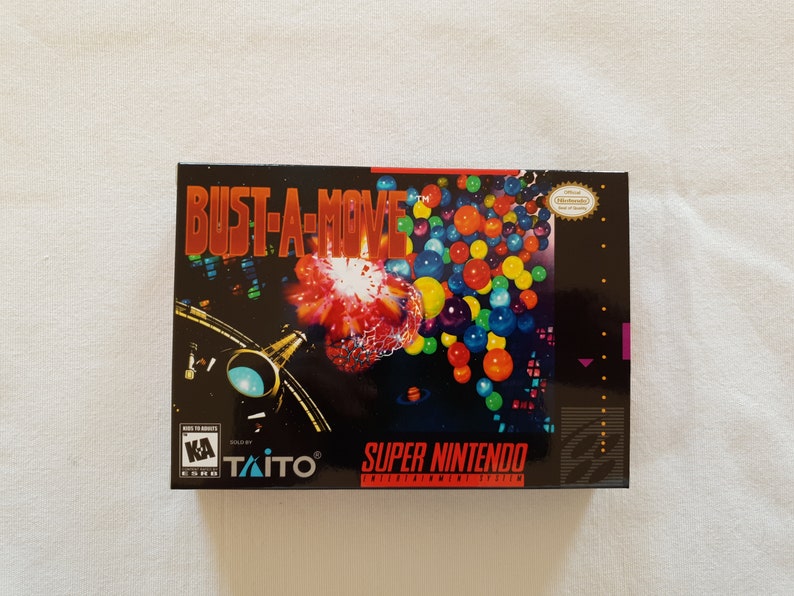 BUST-A-MOVE™
Official
Nintendo
Seal of Quality
KIDS TO ADULTS
K-A
CONTENT RATED BY
ESRB
SOLD BY
TAITO®
SUPER NINTENDO
ENTERTAINMENT SYSTEM